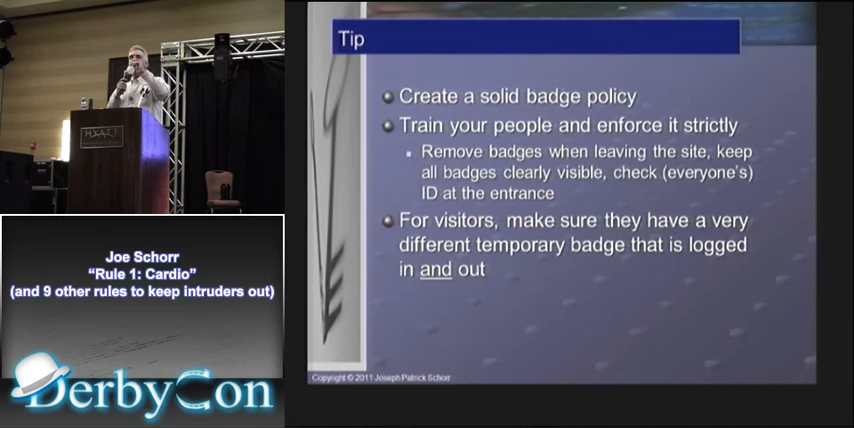 HYATT
Joe Schorr
“Rule 1: Cardio”
(and 9 other rules to keep intruders out)
DerbyCon
Tip
Create a solid badge policy
Train your people and enforce it strictly
Remove badges when leaving the site, keep
all badges clearly visible, check (everyone's)
ID at the entrance
For visitors, make sure they have a very
different temporary badge that is logged
in and out
Copyright © 2011 Joseph Patrick Schorr